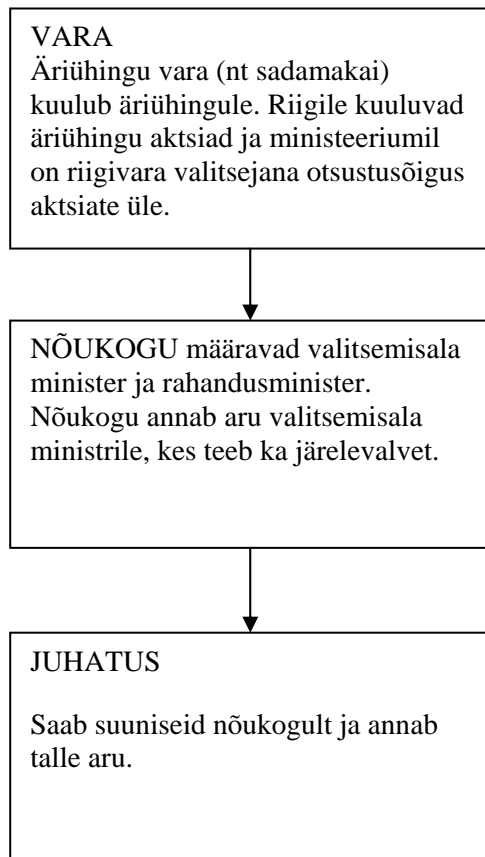 VARA
Äriühingu vara (nt sadamakai)
kuulub äriühingule. Riigile kuuluvad
äriühingu aktsiad ja ministeeriumil
on riigivara valitsejana otsustusõigus
aktsiate üle.
NÕUKOGU määravad valitsemisala
minister ja rahandusminister.
Nõukogu annab aru valitsemisala
ministrile, kes teeb ka järelevalvet.
JUHATUS
Saab suuniseid nõukogult ja annab
talle aru.